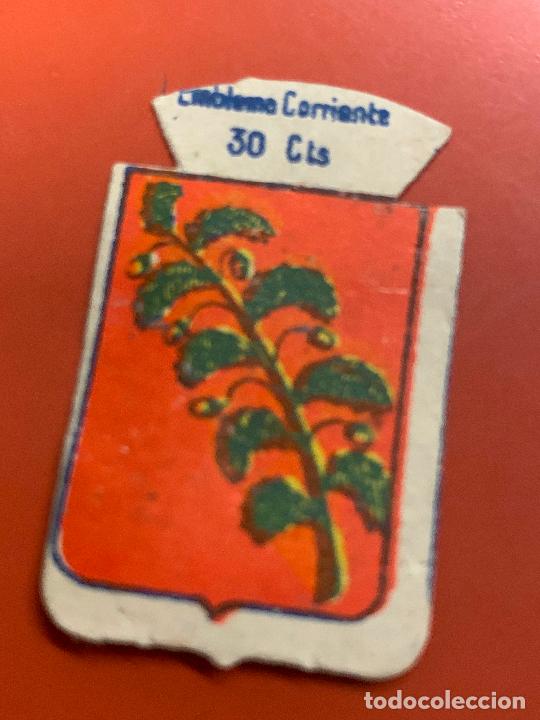 Emblema Corriente
30 Cts
todocoleccion